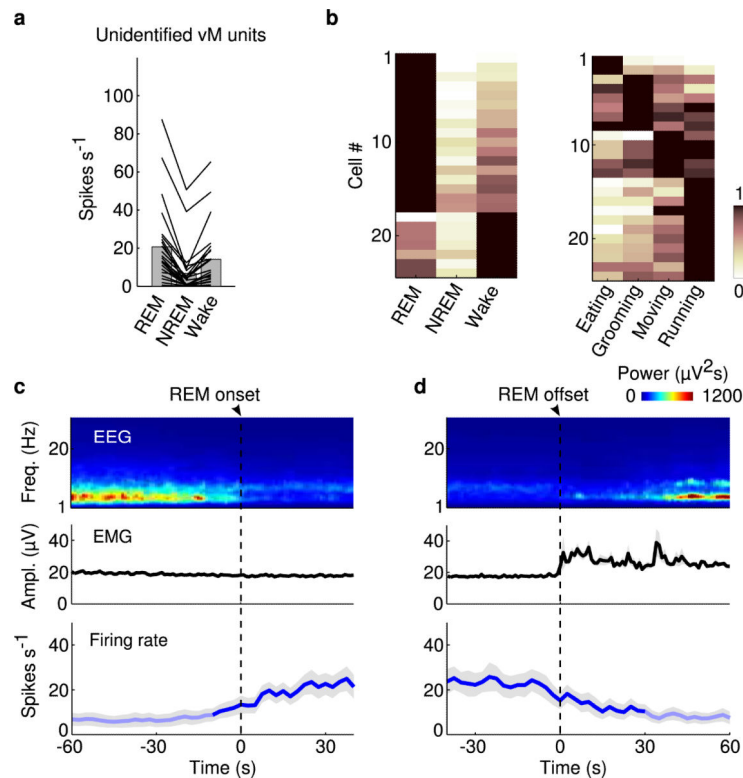 a
Unidentified vM units
Spikes s⁻¹
100
80
60
40
20
0
REM
NREM
Wake
b
Cell #
1
10
20
REM
NREM
Wake
1
10
20
Eating
Grooming
Moving
Running
1
0
c
REM onset
EEG
Freq. (Hz)
20
1
EMG
Ampl. (µV)
40
20
0
Firing rate
Spikes s⁻¹
40
20
0
-60
-30
0
30
Time (s)
d
REM offset
Power (µV²s)
0
1200
20
1
40
20
0
40
20
0
-30
0
30
60
Time (s)